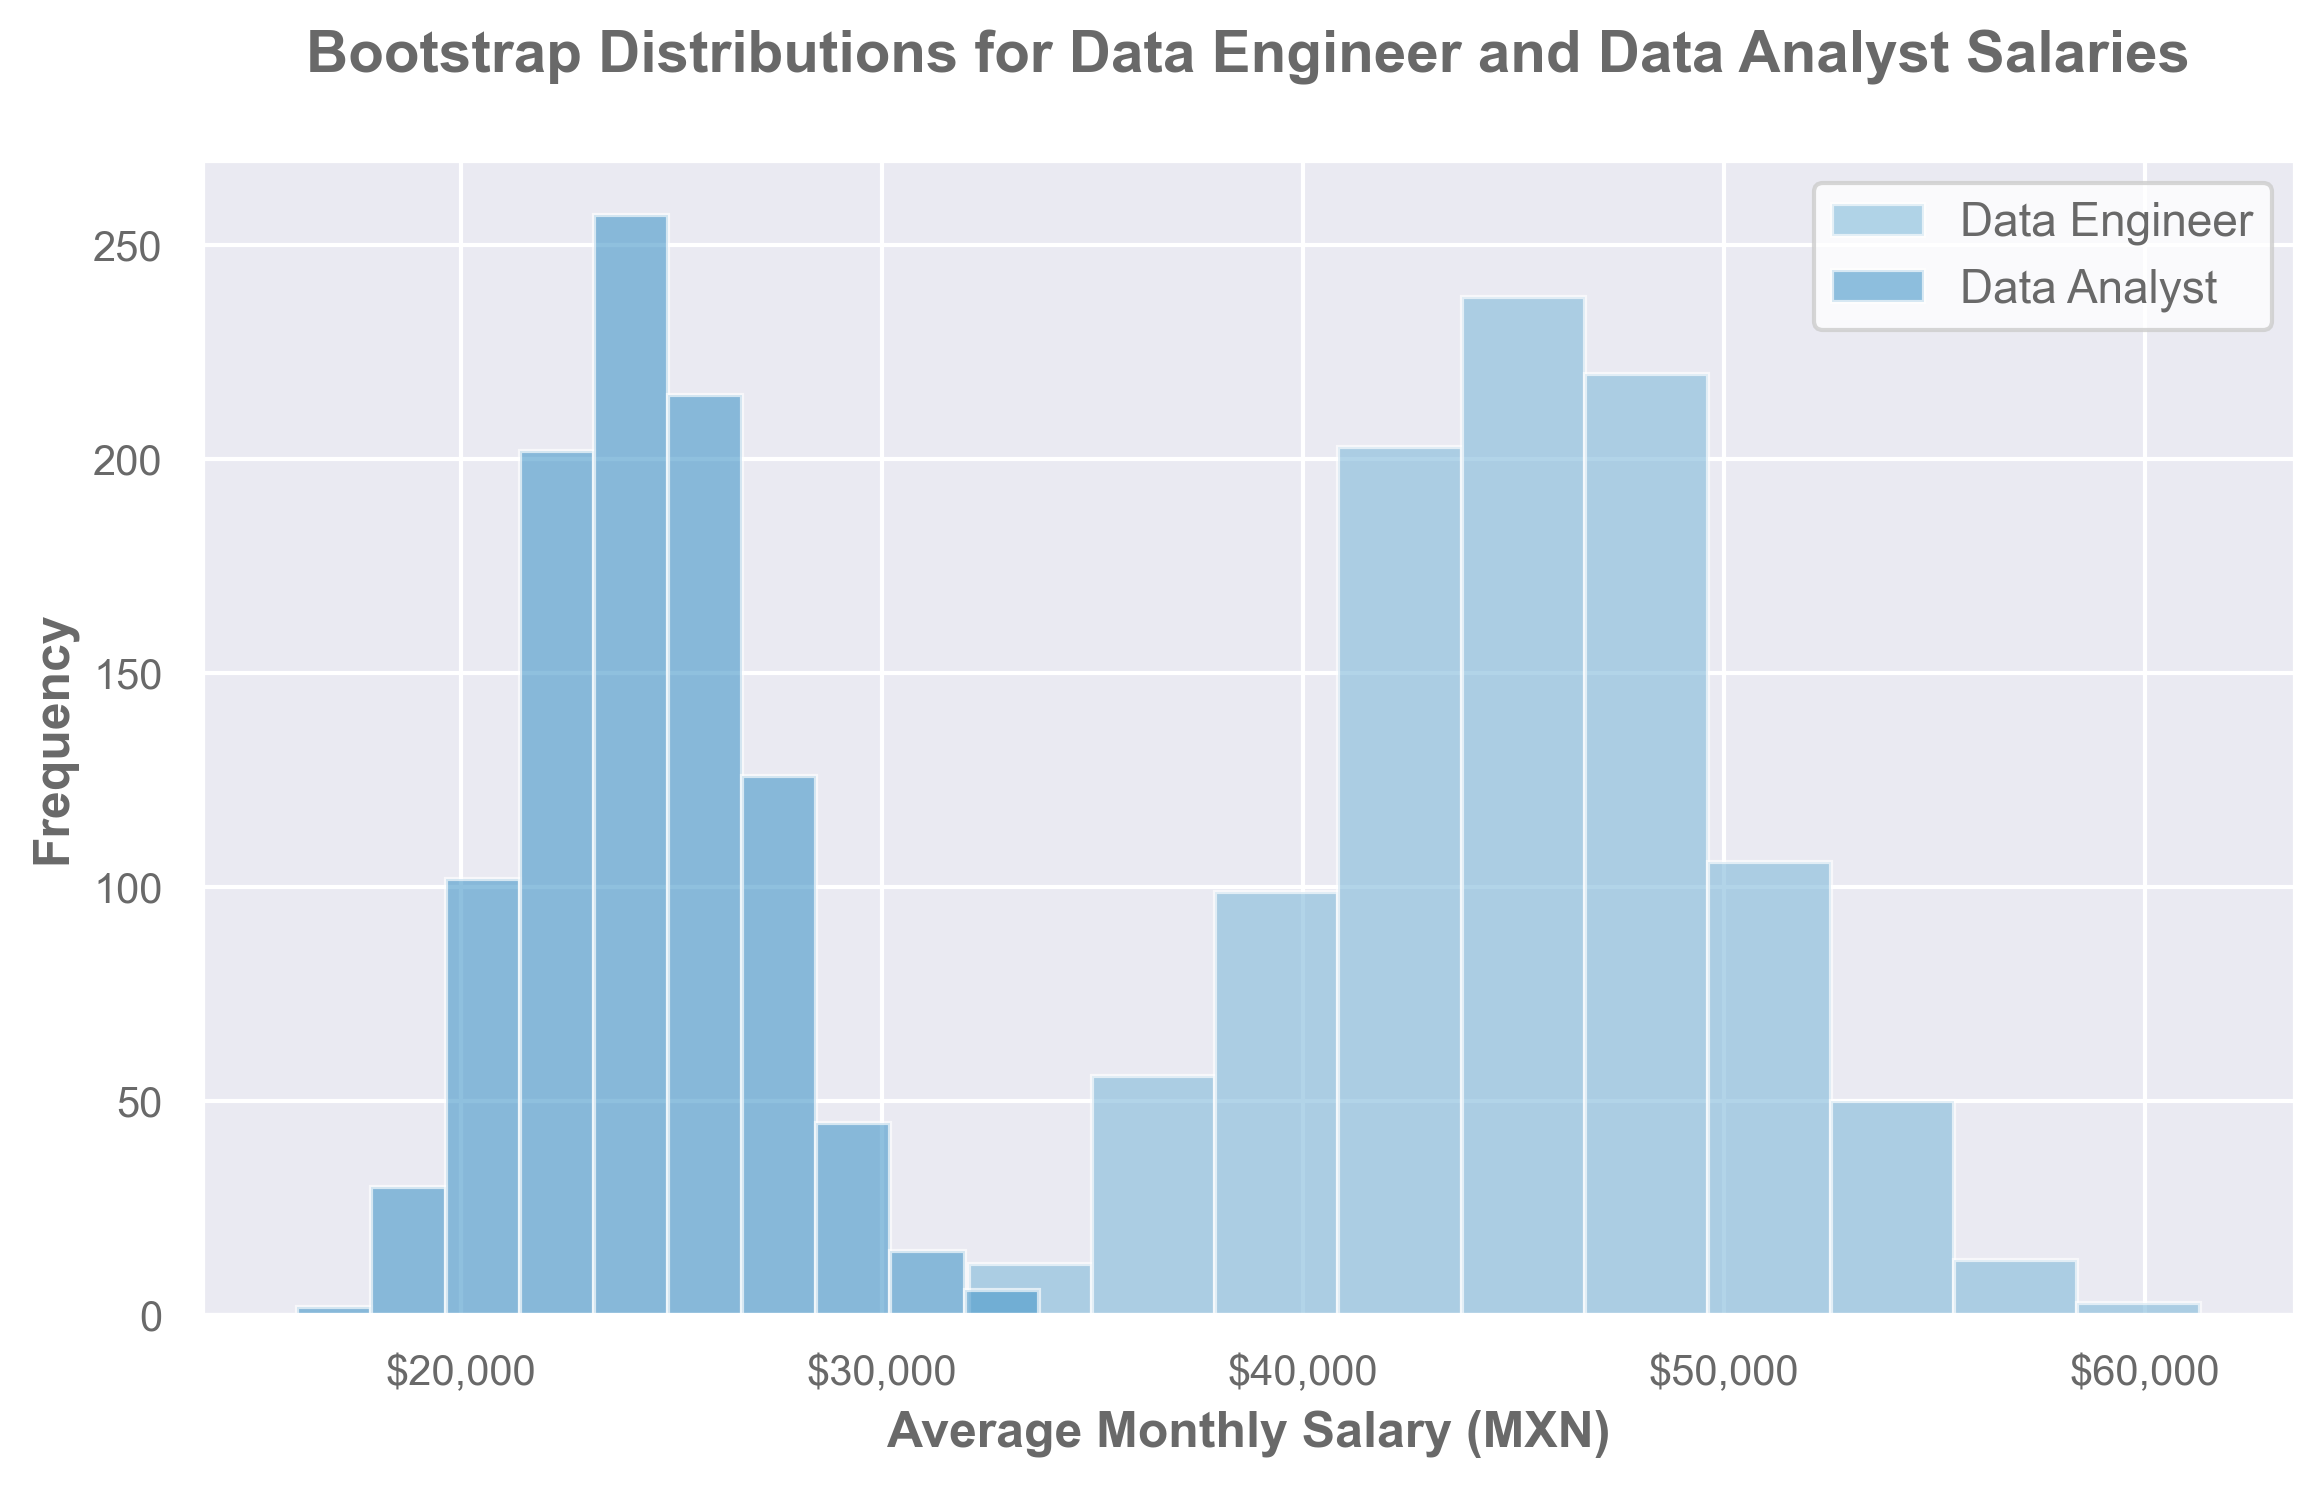 Bootstrap Distributions for Data Engineer and Data Analyst Salaries
Data Engineer
Data Analyst
Frequency
250
200
150
100
50
0
$20,000 $30,000 $40,000 $50,000 $60,000
Average Monthly Salary (MXN)